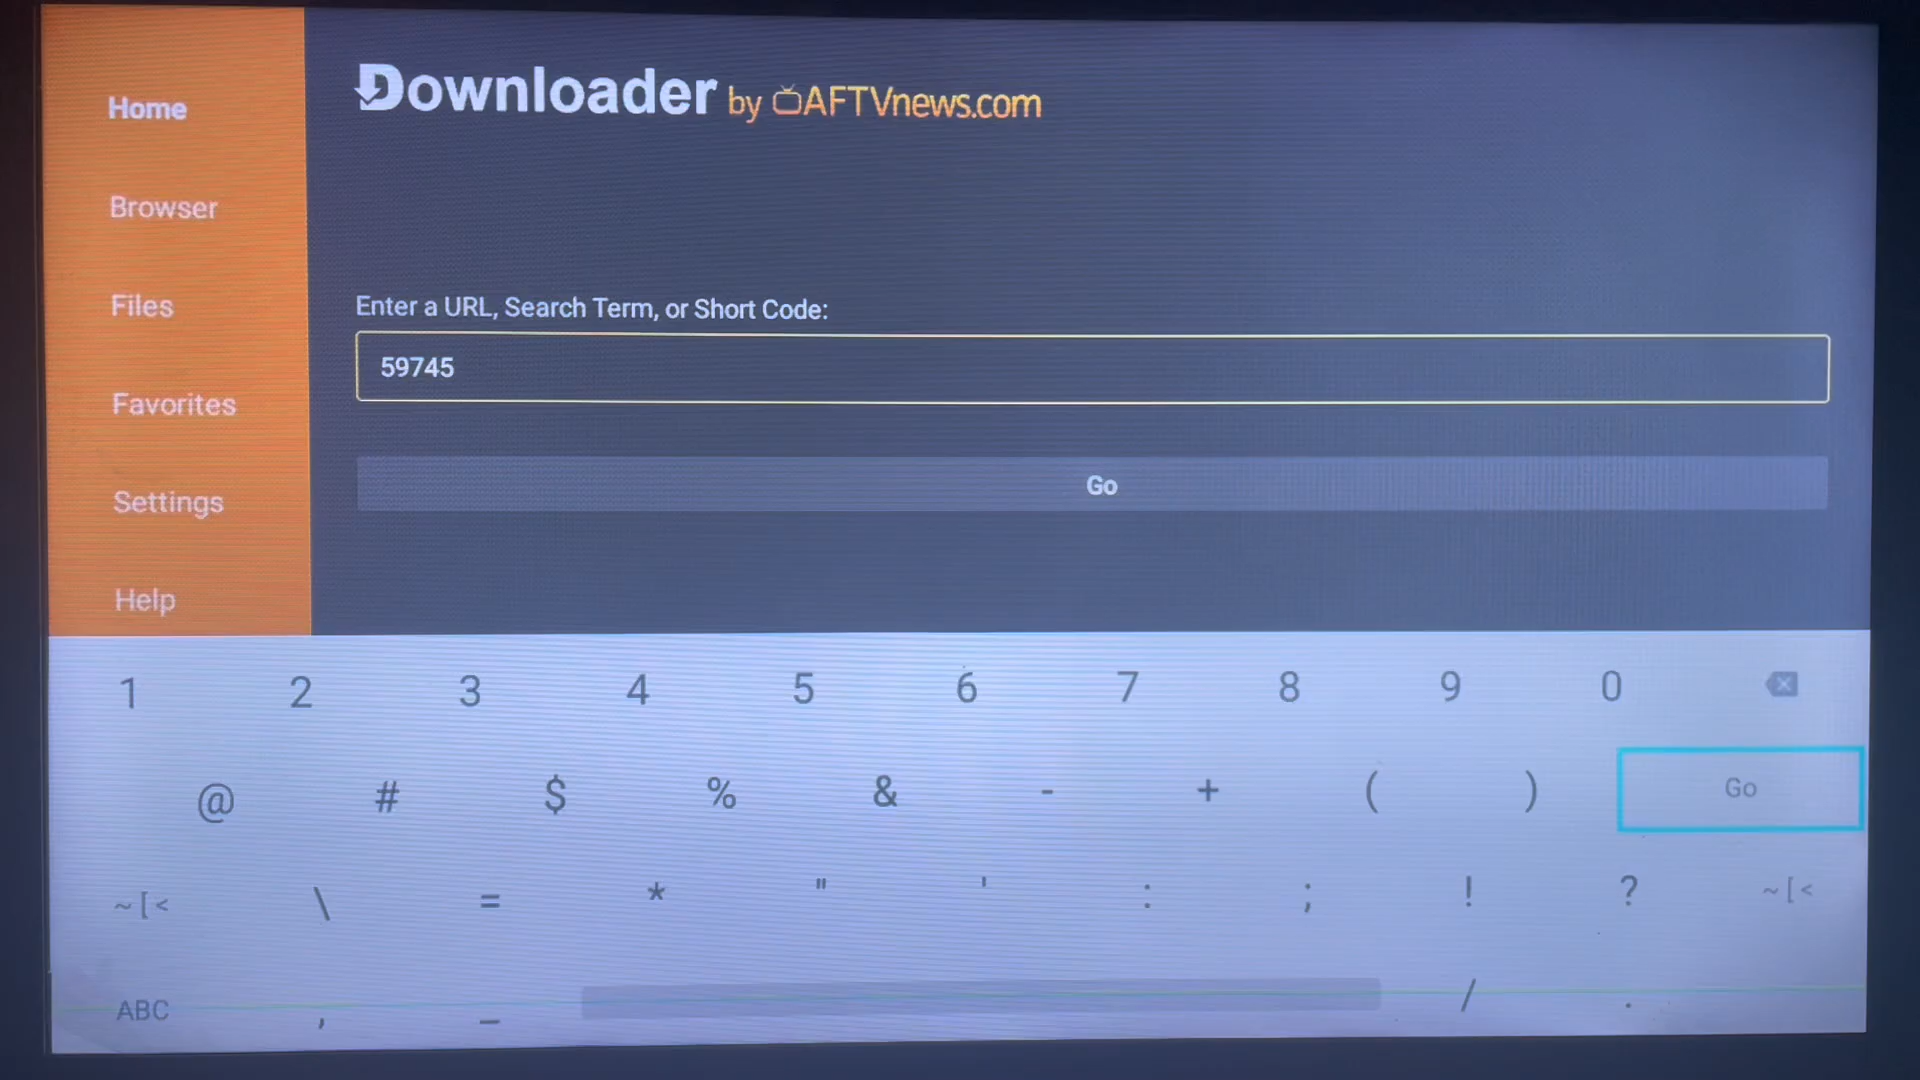 Home
Browser
Files
Favorites
Settings
Help
Downloader by AFTVnews.com
Enter a URL, Search Term, or Short Code:
59745
Go
1 2 3 4 5 6 7 8 9 0
@ # $ % & - + ( ) Go
~[< \ = * " ' : ; ! ? ~[<
ABC , _ / .